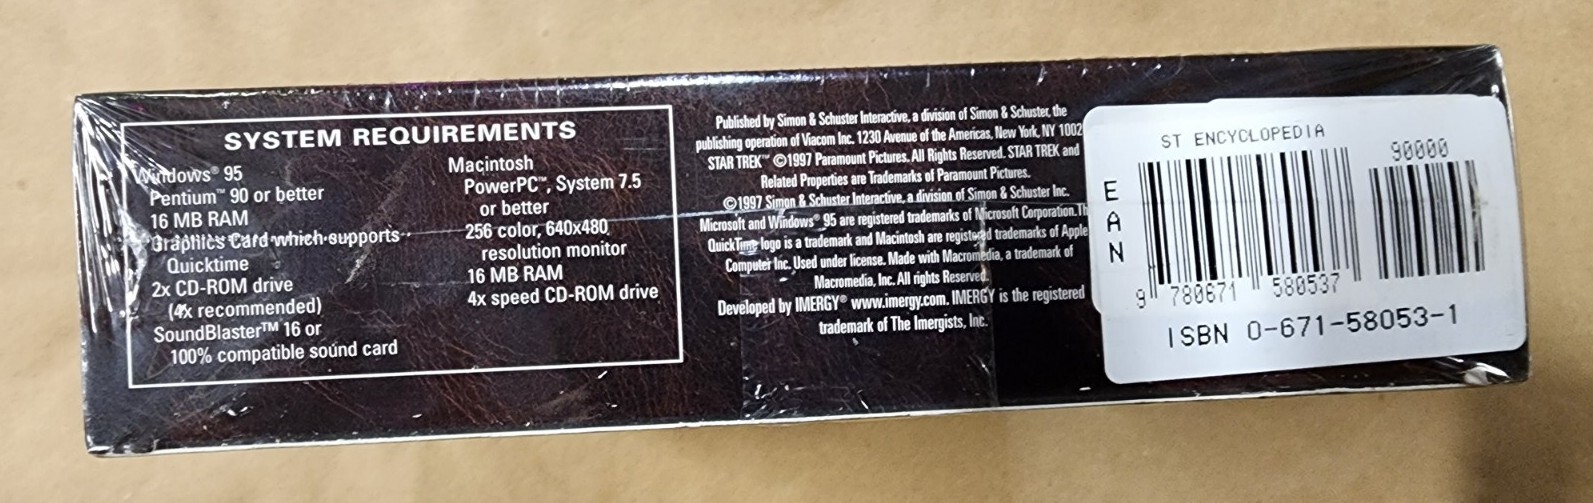 SYSTEM REQUIREMENTS
Windows® 95
Pentium™ 90 or better
16 MB RAM
Graphics Card which supports
Quicktime
2x CD-ROM drive
(4x recommended)
SoundBlaster™ 16 or
100% compatible sound card
Macintosh
PowerPC™, System 7.5
or better
256 color, 640x480
resolution monitor
16 MB RAM
4x speed CD-ROM drive
Published by Simon & Schuster Interactive, a division of Simon & Schuster, the
publishing operation of Viacom Inc. 1230 Avenue of the Americas, New York, NY 1002
STAR TREK™ ©1997 Paramount Pictures. All Rights Reserved. STAR TREK and
Related Properties are Trademarks of Paramount Pictures.
©1997 Simon & Schuster Interactive, a division of Simon & Schuster Inc.
Microsoft and Windows® 95 are registered trademarks of Microsoft Corporation. Th
QuickTime logo is a trademark and Macintosh are registered trademarks of Apple
Computer Inc. Used under license. Made with Macromedia, a trademark of
Macromedia, Inc. All rights Reserved.
Developed by IMERGY® www.imergy.com. IMERGY is the registered
trademark of The Imergists, Inc.
ST ENCYCLOPEDIA
90000
EAN
9 780671 580537
ISBN 0-671-58053-1